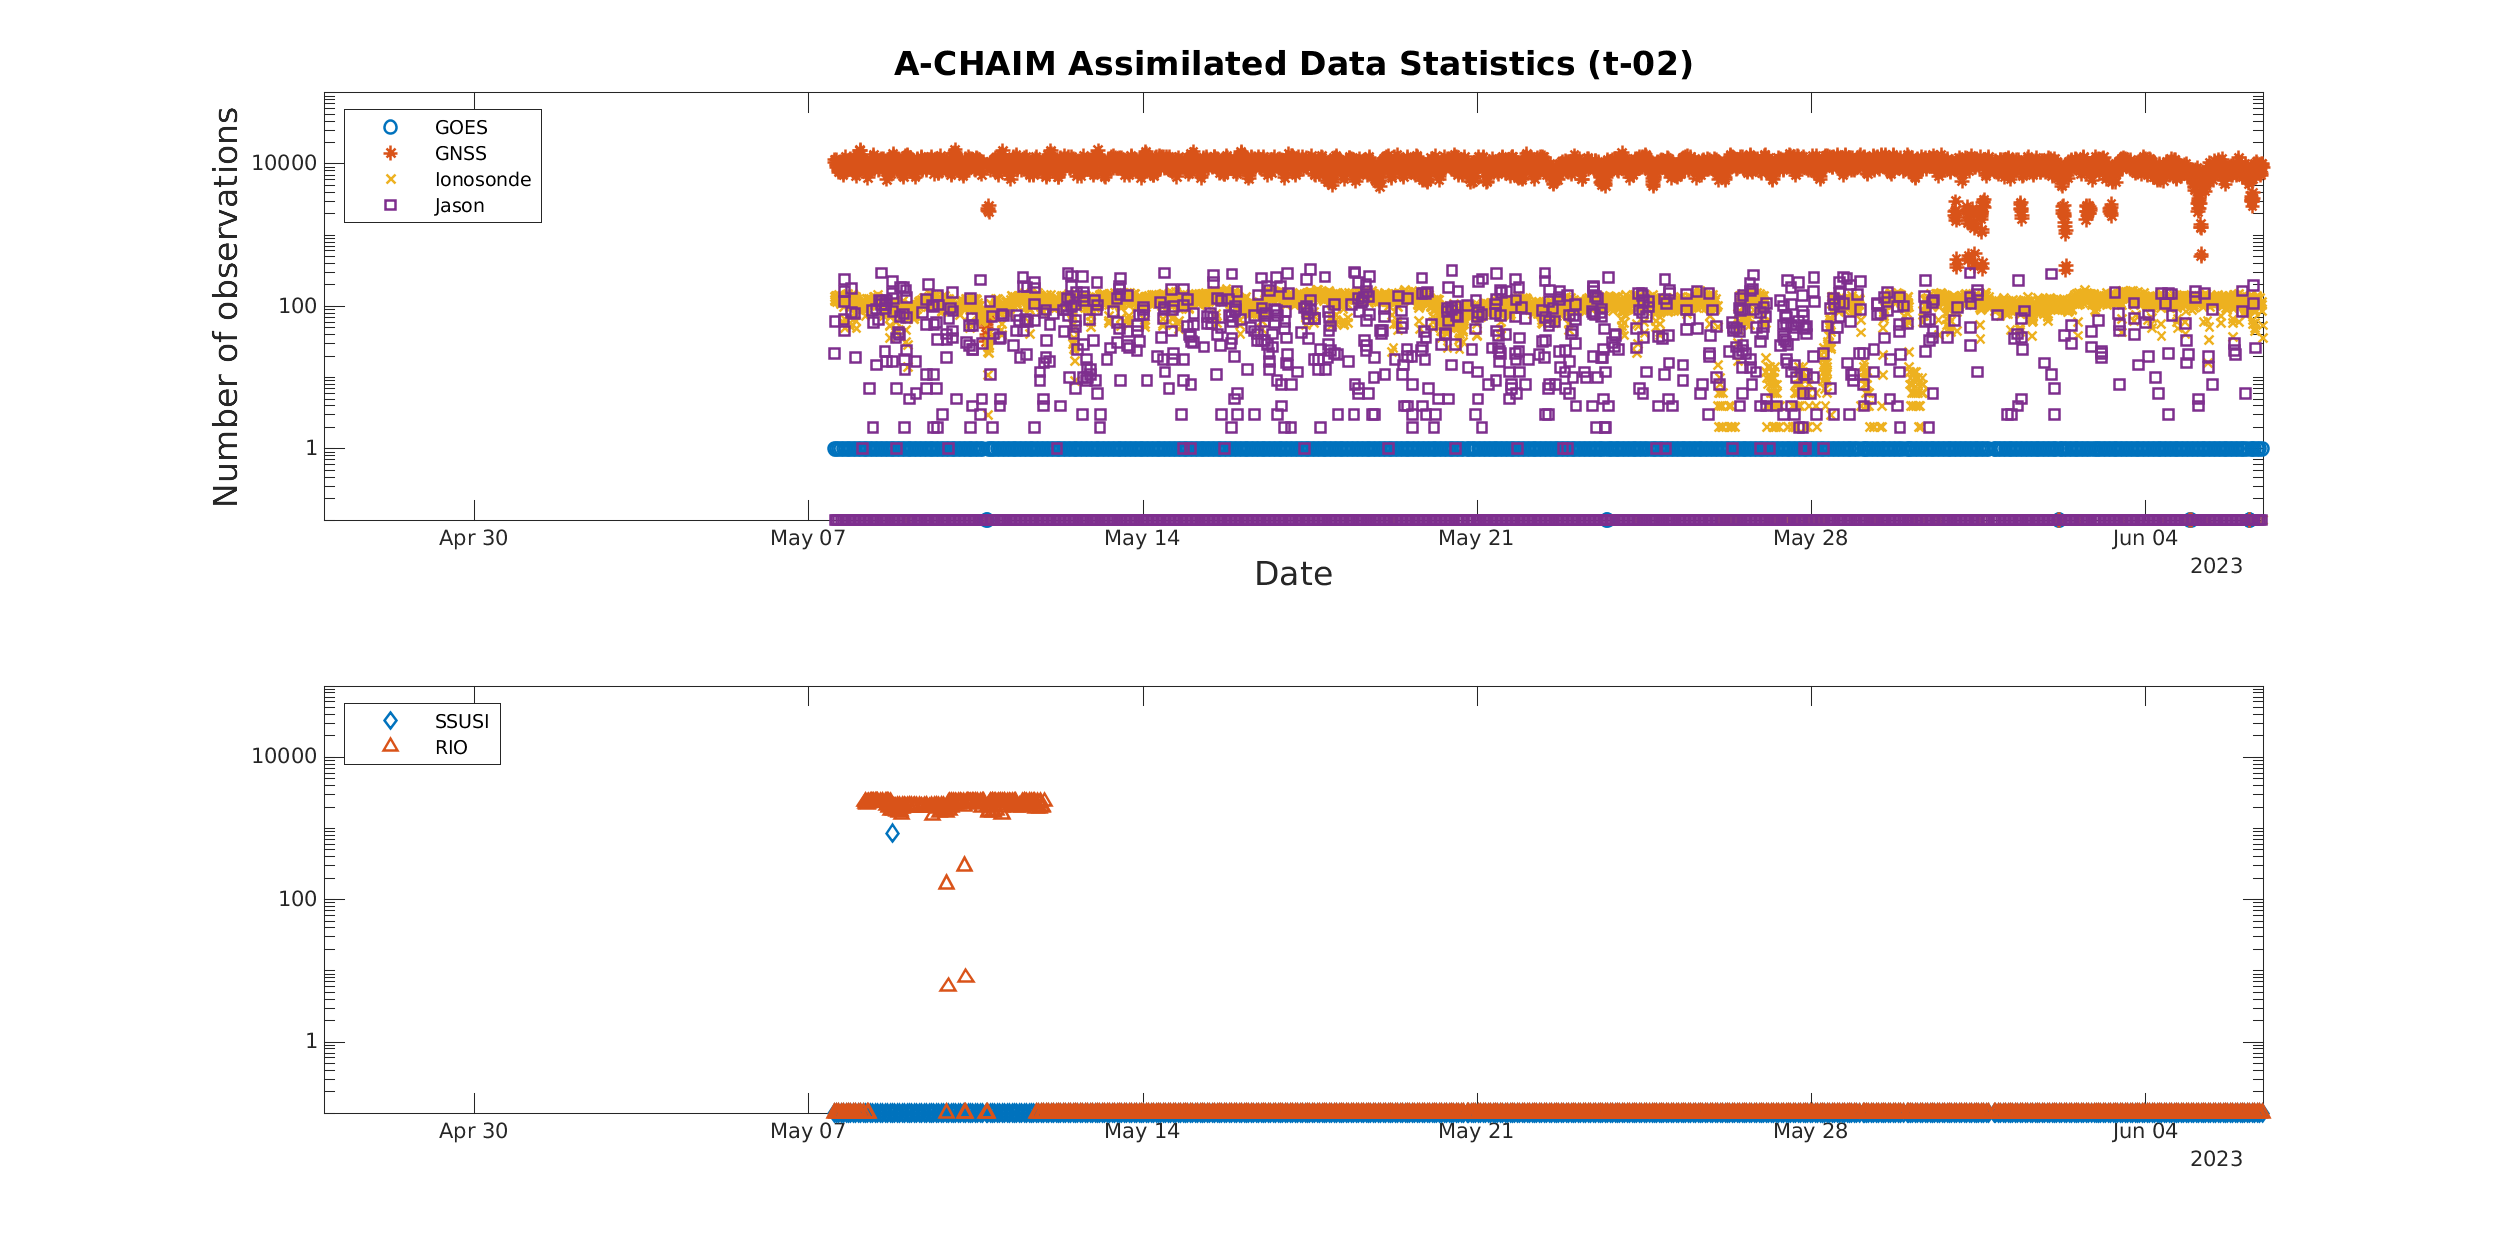 A-CHAIM Assimilated Data Statistics (t-02)
Number of observations
10000
100
1
GOES
GNSS
Ionosonde
Jason
Apr 30
May 07
May 14
May 21
May 28
Jun 04
2023
Date
10000
100
1
SSUSI
RIO
Apr 30
May 07
May 14
May 21
May 28
Jun 04
2023